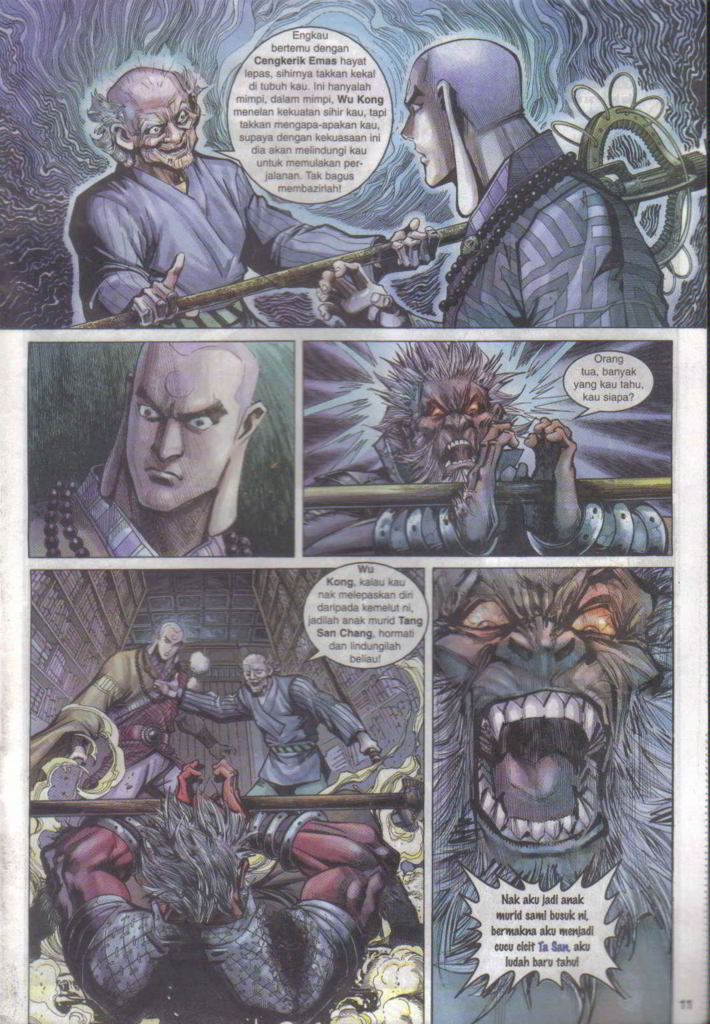 Engkau
bertemu dengan
Cengkerik Emas hayat
lepas, sihirnya takkan kekal
di tubuh kau. Ini hanyalah
mimpi, dalam mimpi, Wu Kong
menelan kekuatan sihir kau, tapi
takkan mengapa-apakan kau,
supaya dengan kekuasaan ini
dia akan melindungi kau
untuk memulakan per-
jalanan. Tak bagus
membazirlah!
Orang
tua, banyak
yang kau tahu,
kau siapa?
Wu
Kong, kalau kau
nak melepaskan diri
daripada kemelut ni,
jadilah anak murid Tang
San Chang, hormati
dan lindungilah
beliau!
Nak aku jadi anak
murid sami busuk ni,
bermakna aku menjadi
cucu cicit Ta San, aku
ludah baru tahu!
11